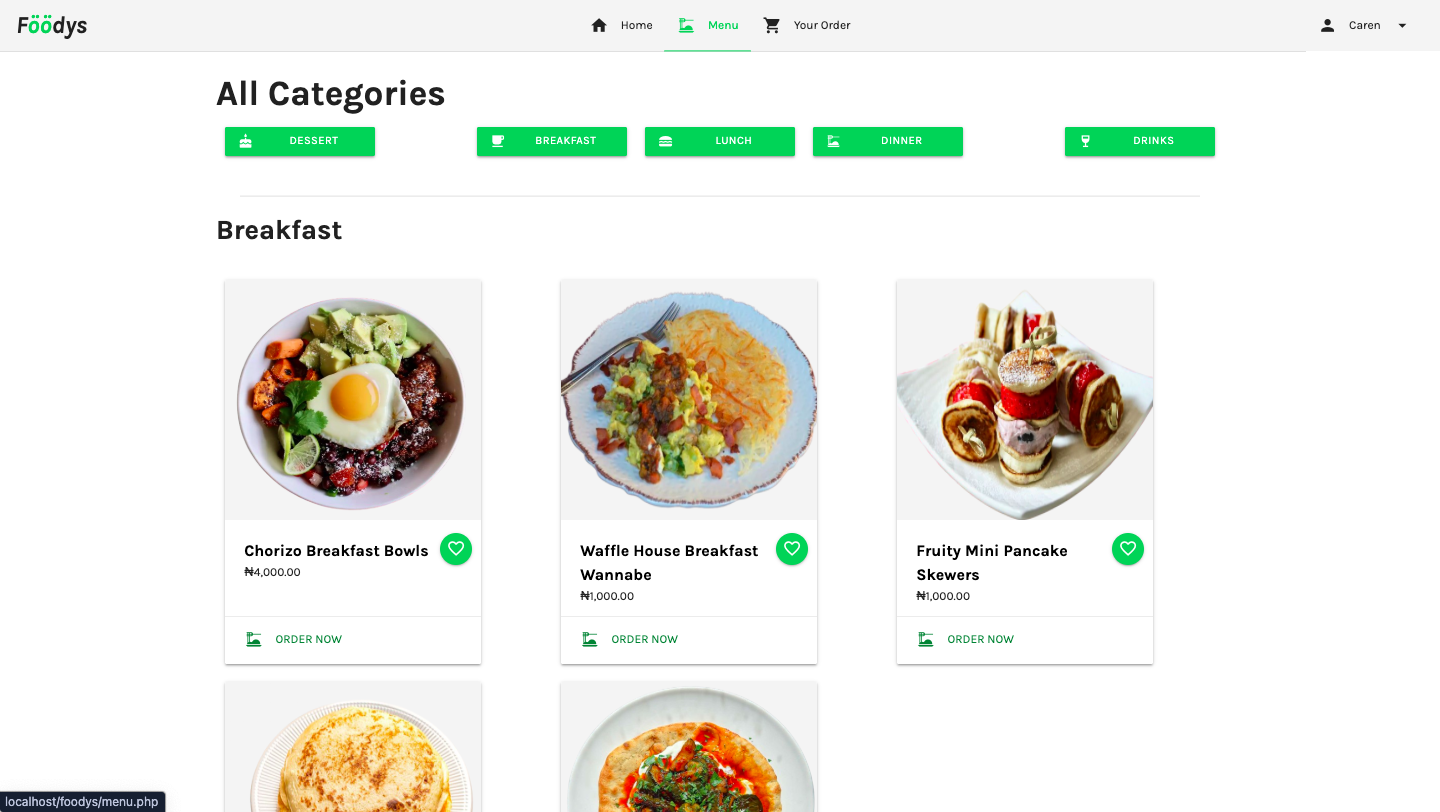 Föödys
Home
Menu
Your Order
Caren
All Categories
DESSERT
BREAKFAST
LUNCH
DINNER
DRINKS
Breakfast
Chorizo Breakfast Bowls
₦4,000.00
ORDER NOW
Waffle House Breakfast
Wannabe
₦1,000.00
ORDER NOW
Fruity Mini Pancake
Skewers
₦1,000.00
ORDER NOW
localhost/foodys/menu.php